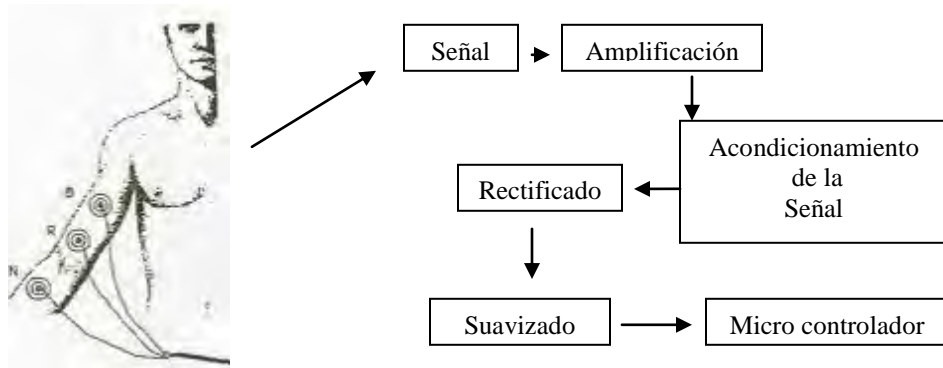 Señal
Amplificación
Acondicionamiento
de la
Señal
Rectificado
Suavizado
Micro controlador
B
R
N